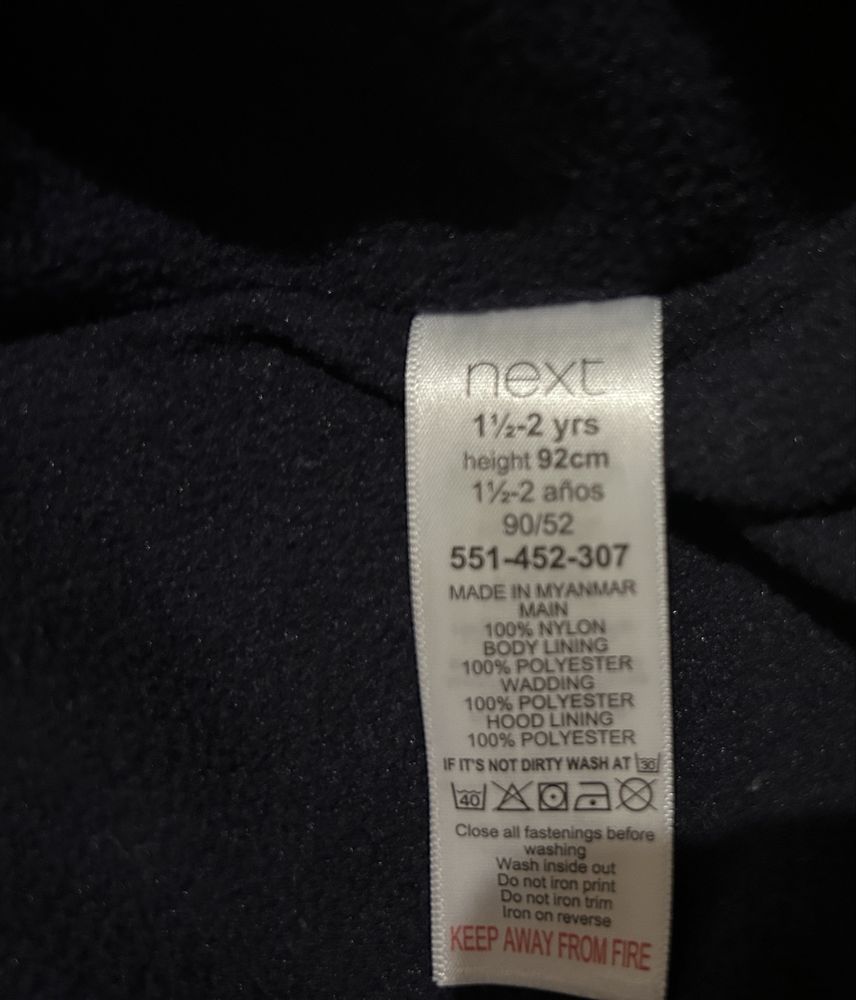 next
1½-2 yrs
height 92cm
1½-2 años
90/52
551-452-307
MADE IN MYANMAR
MAIN
100% NYLON
BODY LINING
100% POLYESTER
WADDING
100% POLYESTER
HOOD LINING
100% POLYESTER
IF IT'S NOT DIRTY WASH AT 30
40
Close all fastenings before
washing
Wash inside out
Do not iron print
Do not iron trim
Iron on reverse
KEEP AWAY FROM FIRE